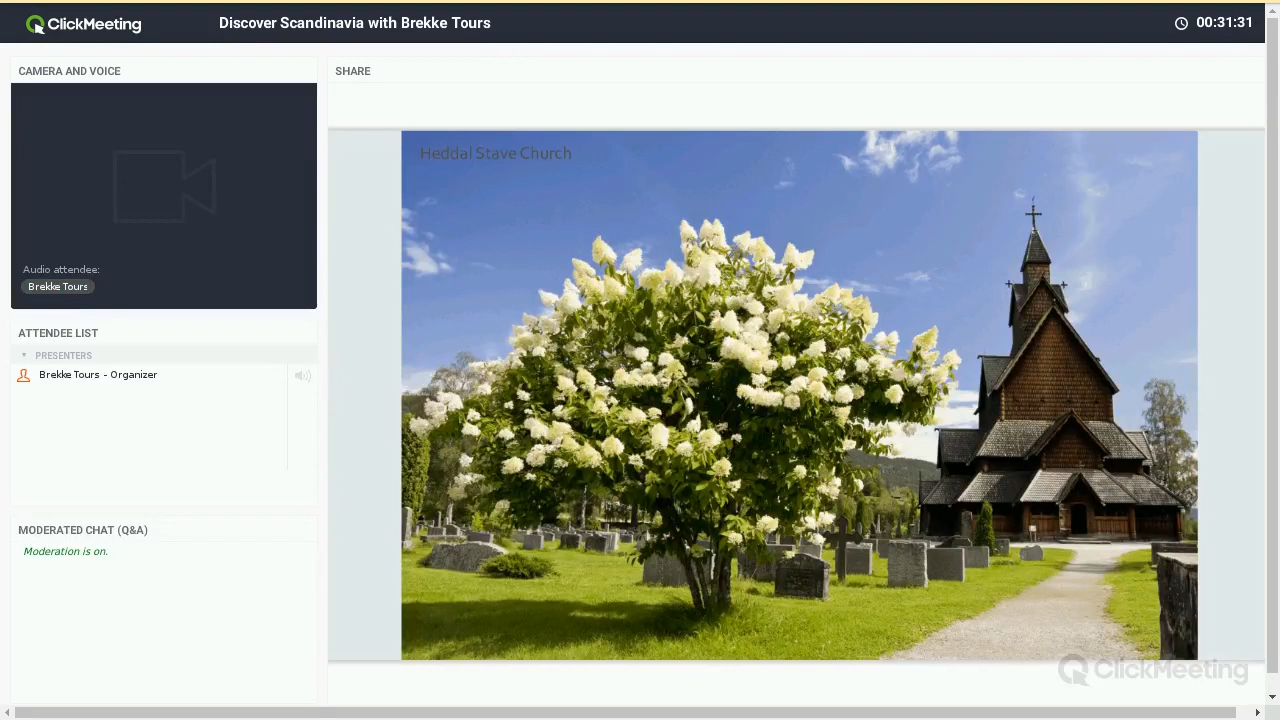 ClickMeeting
Discover Scandinavia with Brekke Tours
00:31:31
CAMERA AND VOICE
Audio attendee:
Brekke Tours
ATTENDEE LIST
PRESENTERS
Brekke Tours - Organizer
MODERATED CHAT (Q&A)
Moderation is on.
SHARE
Heddal Stave Church
ClickMeeting